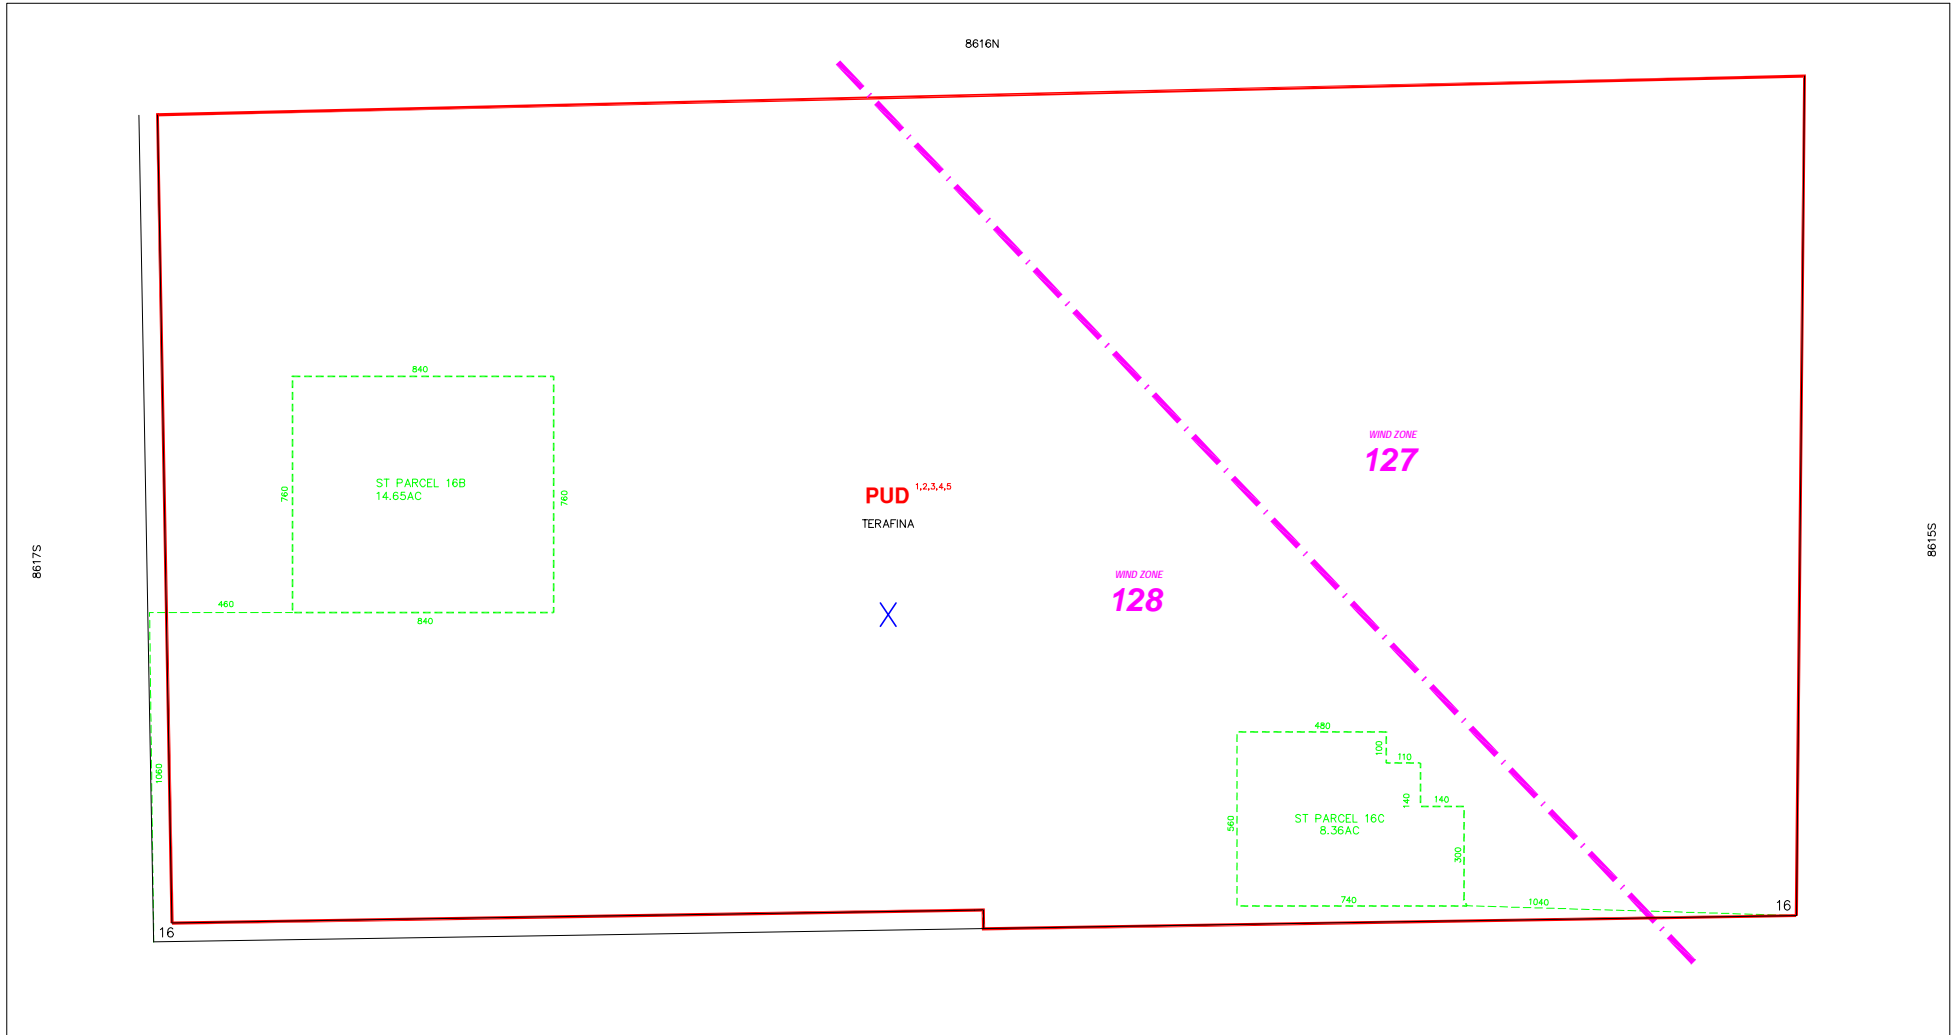 8616N
WIND ZONE
127
840
760
ST PARCEL 16B
14.65AC
760
PUD 1,2,3,4,5
TERAFINA
8617S
8615S
WIND ZONE
128
460
840
X
1060
480
100
110
140
140
560
ST PARCEL 16C
8.36AC
300
740
1040
16
16